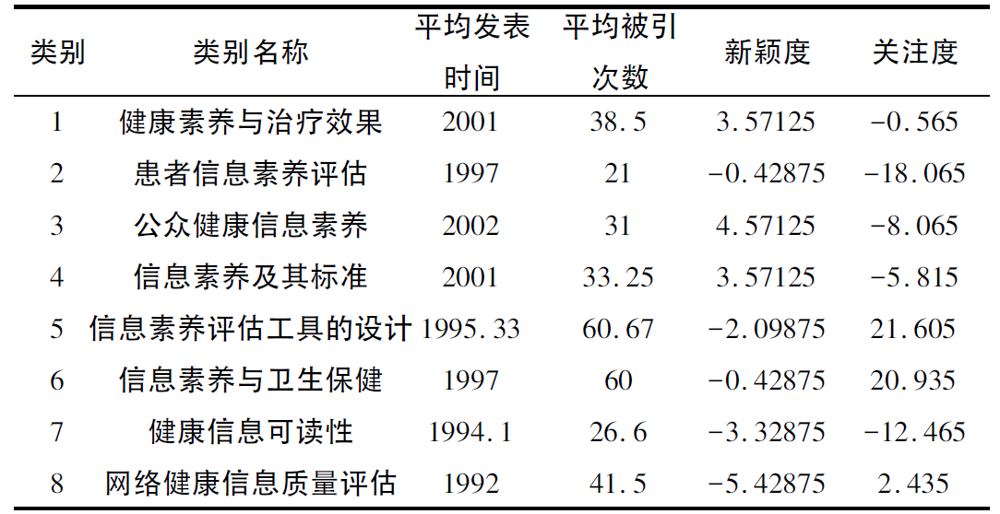 类别 类别名称 平均发表时间 平均被引次数 新颖度 关注度
1 健康素养与治疗效果 2001 38.5 3.57125 -0.565
2 患者信息素养评估 1997 21 -0.42875 -18.065
3 公众健康信息素养 2002 31 4.57125 -8.065
4 信息素养及其标准 2001 33.25 3.57125 -5.815
5 信息素养评估工具的设计 1995.33 60.67 -2.09875 21.605
6 信息素养与卫生保健 1997 60 -0.42875 20.935
7 健康信息可读性 1994.1 26.6 -3.32875 -12.465
8 网络健康信息质量评估 1992 41.5 -5.42875 2.435